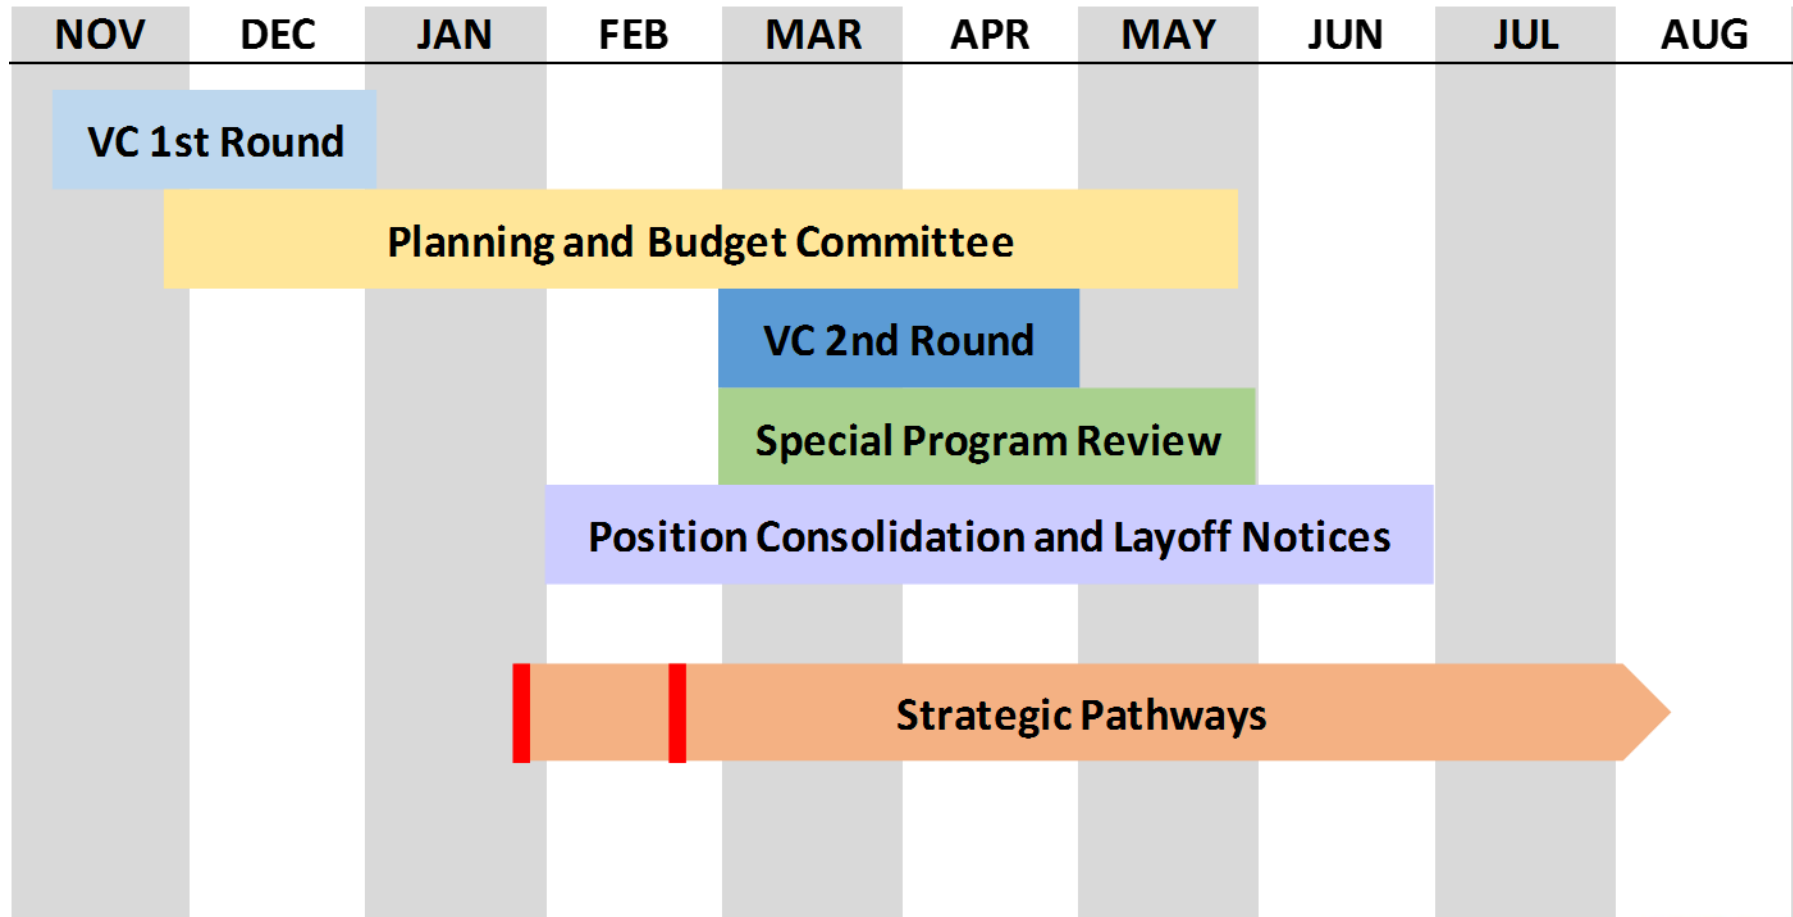 NOV DEC JAN FEB MAR APR MAY JUN JUL AUG
VC 1st Round
Planning and Budget Committee
VC 2nd Round
Special Program Review
Position Consolidation and Layoff Notices
Strategic Pathways